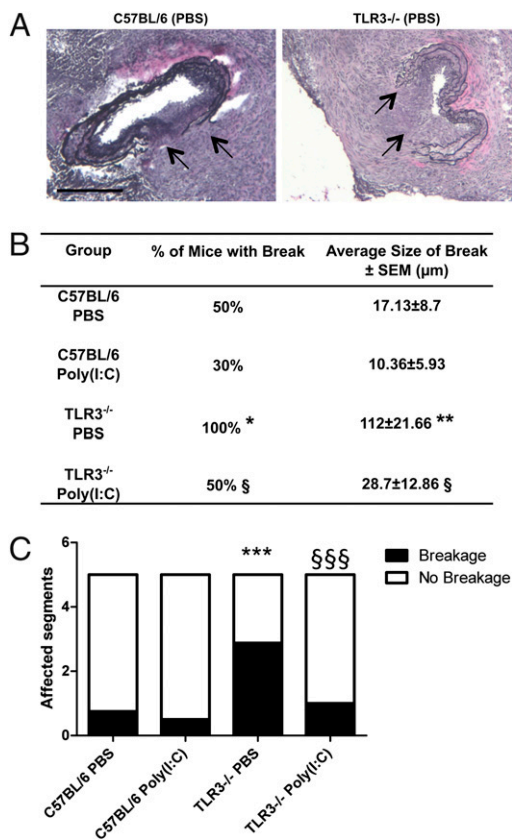 A
C57BL/6 (PBS)
TLR3-/- (PBS)
B
Group % of Mice with Break Average Size of Break
± SEM (µm)
C57BL/6
PBS 50% 17.13±8.7
C57BL/6
Poly(I:C) 30% 10.36±5.93
TLR3-/-
PBS 100% * 112±21.66 **
TLR3-/-
Poly(I:C) 50% § 28.7±12.86 §
C
Affected segments
6
4
2
0
*** §§§
Breakage
No Breakage
C57BL/6 PBS
C57BL/6 Poly(I:C)
TLR3-/- PBS
TLR3-/- Poly(I:C)